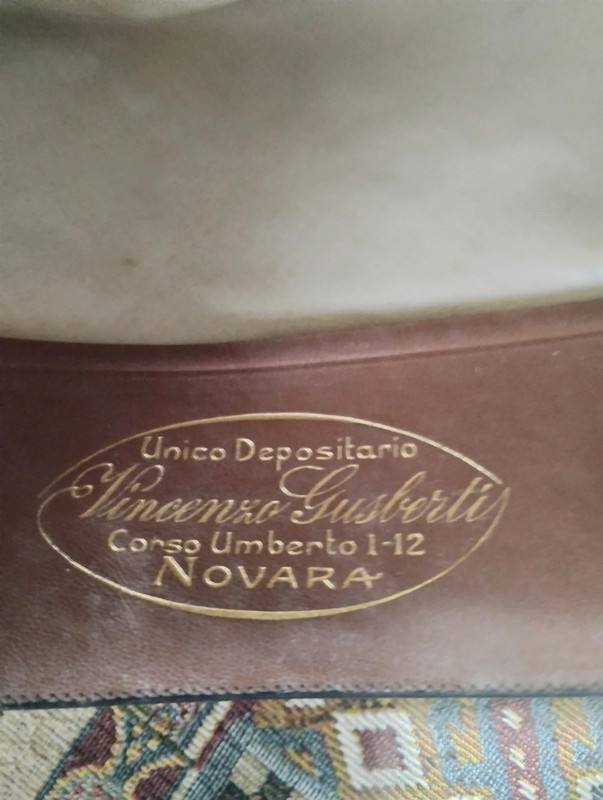 Unico Depositario
Vincenzo Gusberti
Corso Umberto 1-12
NOVARA